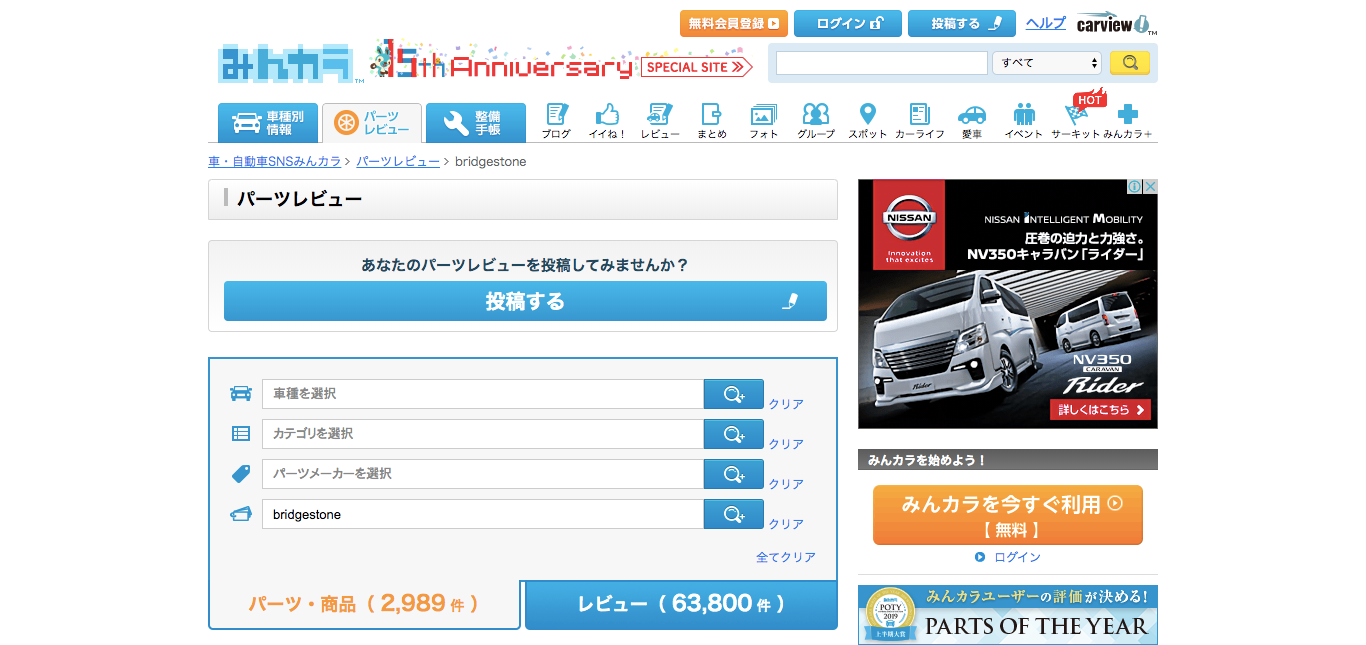 無料会員登録
ログイン
投稿する
ヘルプ
carview!
TM
みんカラ
TM
15th Anniversary
SPECIAL SITE
すべて
車種別
情報
パーツ
レビュー
整備
手帳
ブログ
イイね！
レビュー
まとめ
フォト
グループ
スポット
カーライフ
愛車
イベント
HOT
サーキット
みんカラ＋
車・自動車SNSみんカラ > パーツレビュー > bridgestone
パーツレビュー
あなたのパーツレビューを投稿してみませんか？
投稿する
車種を選択
クリア
カテゴリを選択
クリア
パーツメーカーを選択
クリア
bridgestone
クリア
全てクリア
パーツ・商品（ 2,989 件 ）
レビュー（ 63,800 件 ）
NISSAN
Innovation
that excites
NISSAN INTELLIGENT MOBILITY
圧巻の迫力と力強さ。
NV350キャラバン「ライダー」
Rider
NV350
CARAVAN
Rider
詳しくはこちら
みんカラを始めよう！
みんカラを今すぐ利用
【 無料 】
ログイン
みんカラ
POTY
2019
上半期大賞
みんカラユーザーの評価が決める!
PARTS OF THE YEAR